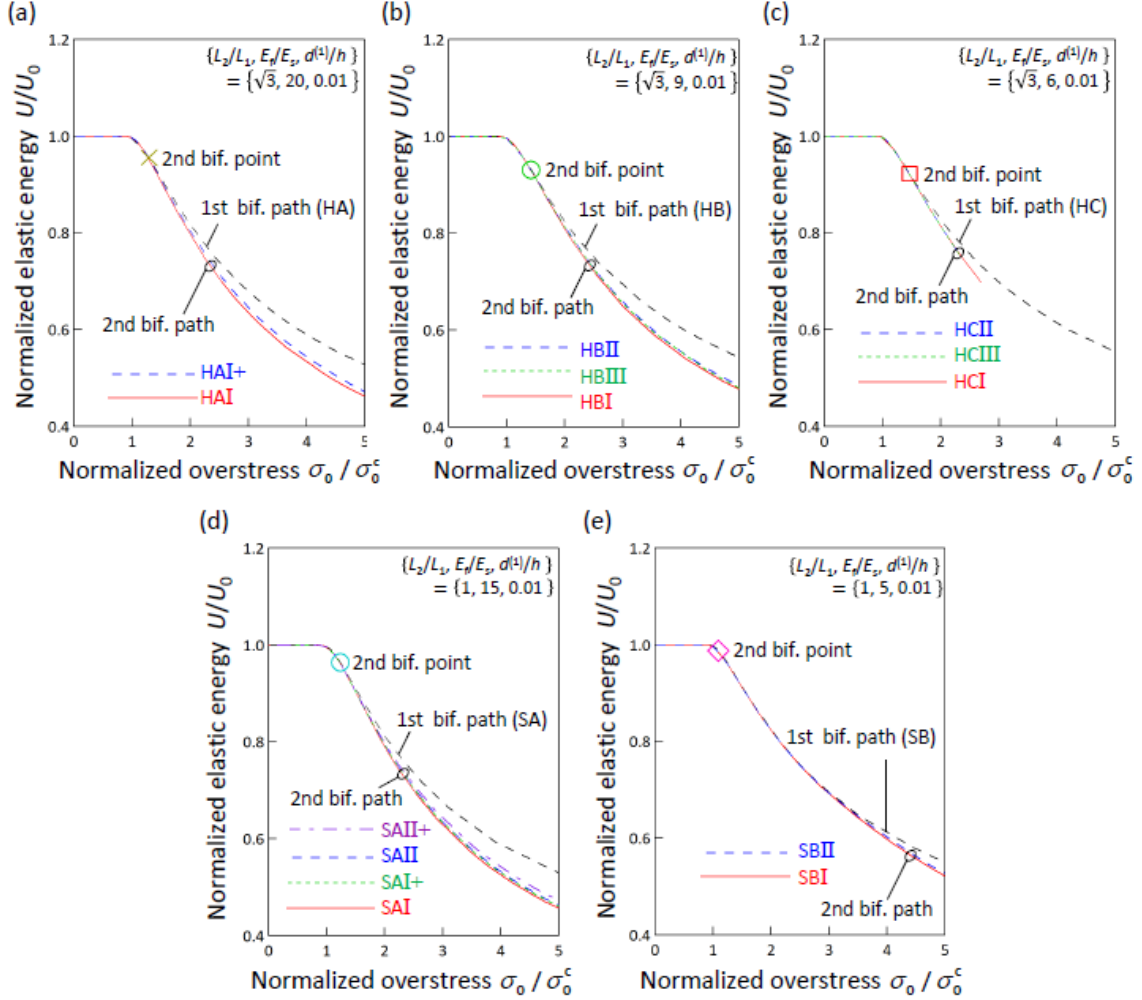 (a)
1.2
{L₂/L₁, E_f/E_s, d⁽¹⁾/h}
= {√3, 20, 0.01}
1.0
2nd bif. point
1st bif. path (HA)
0.8
2nd bif. path
0.6
HAI+
HAI
0.4
0 1 2 3 4 5
Normalized elastic energy U/U₀
Normalized overstress σ₀ / σ₀ᶜ
(b)
1.2
{L₂/L₁, E_f/E_s, d⁽¹⁾/h}
= {√3, 9, 0.01}
1.0
2nd bif. point
1st bif. path (HB)
0.8
2nd bif. path
0.6
HBII
HBIII
HBI
0.4
0 1 2 3 4 5
Normalized elastic energy U/U₀
Normalized overstress σ₀ / σ₀ᶜ
(c)
1.2
{L₂/L₁, E_f/E_s, d⁽¹⁾/h}
= {√3, 6, 0.01}
1.0
2nd bif. point
1st bif. path (HC)
0.8
2nd bif. path
0.6
HCII
HCIII
HCI
0.4
0 1 2 3 4 5
Normalized elastic energy U/U₀
Normalized overstress σ₀ / σ₀ᶜ
(d)
1.2
{L₂/L₁, E_f/E_s, d⁽¹⁾/h}
= {1, 15, 0.01}
1.0
2nd bif. point
1st bif. path (SA)
0.8
2nd bif. path
0.6
SAII+
SAII
SAI+
SAI
0.4
0 1 2 3 4 5
Normalized elastic energy U/U₀
Normalized overstress σ₀ / σ₀ᶜ
(e)
1.2
{L₂/L₁, E_f/E_s, d⁽¹⁾/h}
= {1, 5, 0.01}
1.0
2nd bif. point
1st bif. path (SB)
0.8
0.6
SBII
SBI
2nd bif. path
0.4
0 1 2 3 4 5
Normalized elastic energy U/U₀
Normalized overstress σ₀ / σ₀ᶜ